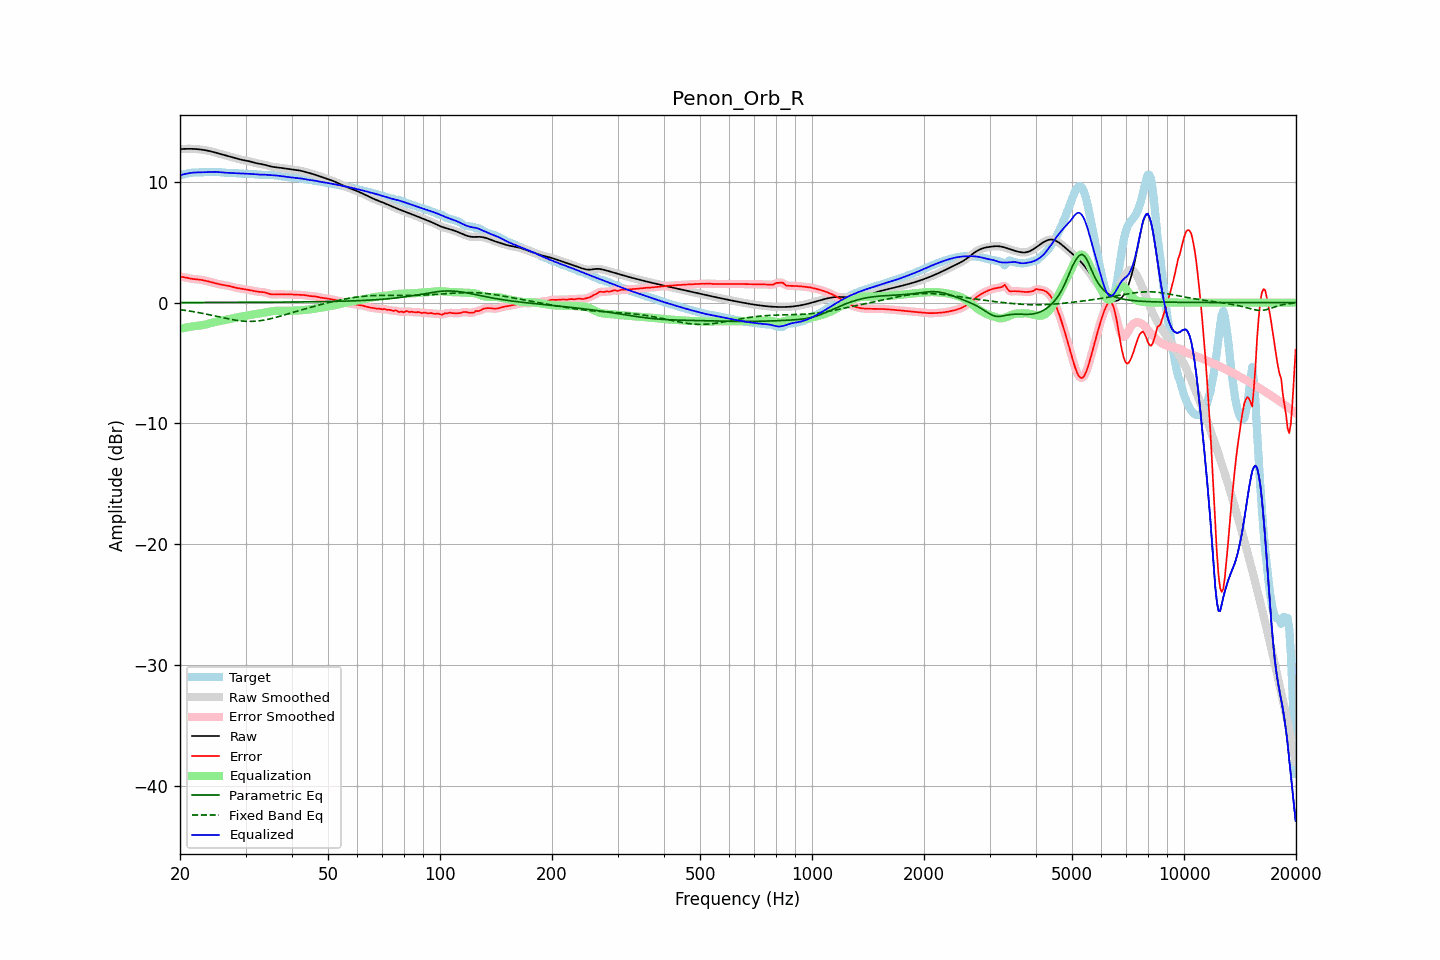 Penon_Orb_R
10
0
−10
−20
−30
−40
Amplitude (dBr)
Target
Raw Smoothed
Error Smoothed
Raw
Error
Equalization
Parametric Eq
Fixed Band Eq
Equalized
20 50 100 200 500 1000 2000 5000 10000 20000
Frequency (Hz)